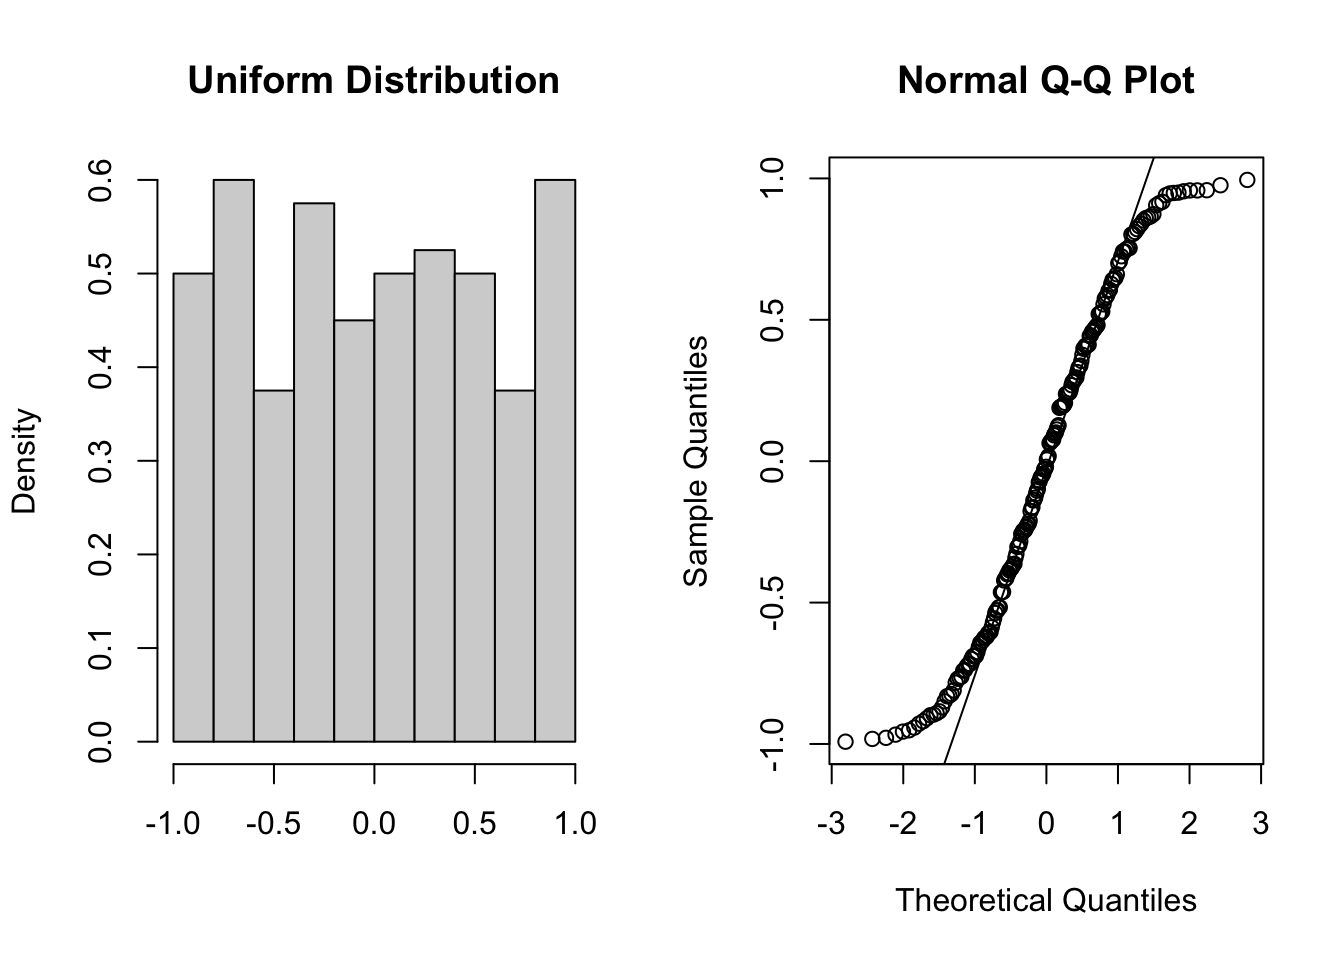 Uniform Distribution
Density
0.6
0.5
0.4
0.3
0.2
0.1
0.0
-1.0 -0.5 0.0 0.5 1.0
Normal Q-Q Plot
Sample Quantiles
1.0
0.5
0.0
-0.5
-1.0
-3 -2 -1 0 1 2 3
Theoretical Quantiles